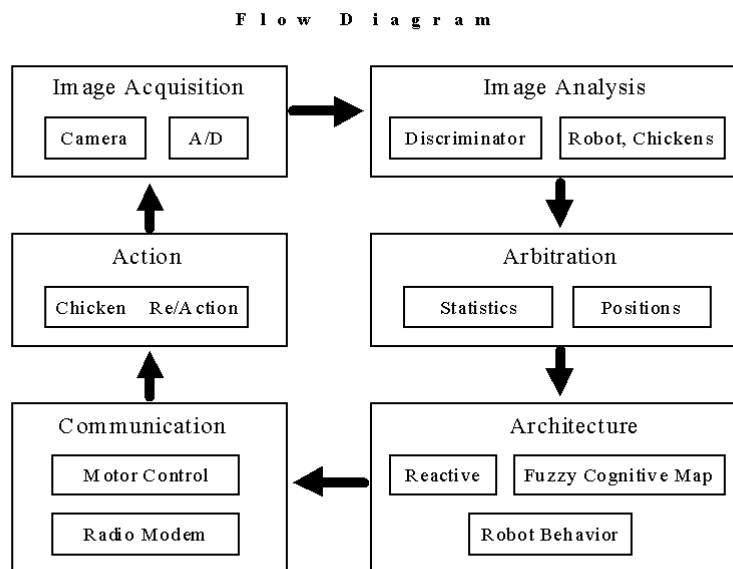 Flow Diagram
Image Acquisition
Camera
A/D
Image Analysis
Discriminator
Robot, Chickens
Action
Chicken Re/Action
Arbitration
Statistics
Positions
Communication
Motor Control
Radio Modem
Architecture
Reactive
Fuzzy Cognitive Map
Robot Behavior